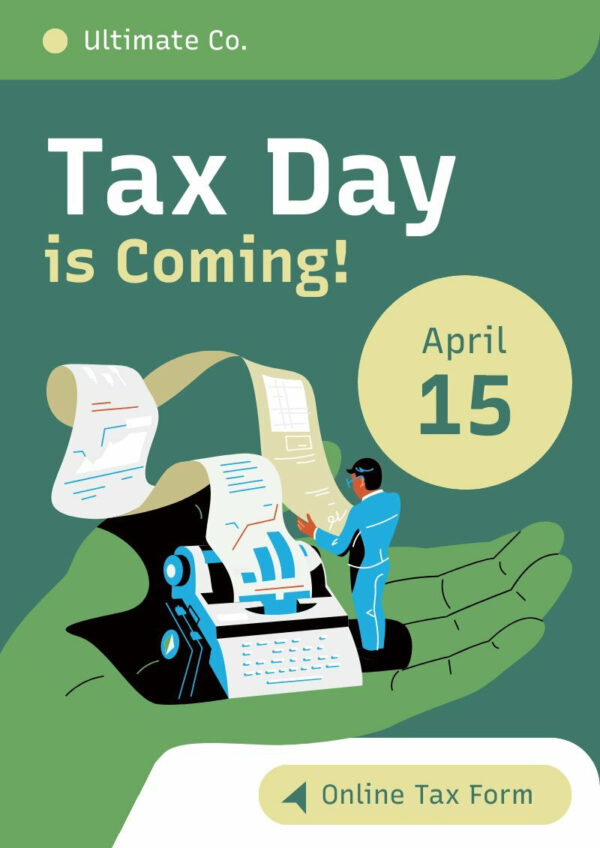 Ultimate Co.
Tax Day
is Coming!
April
15
Online Tax Form